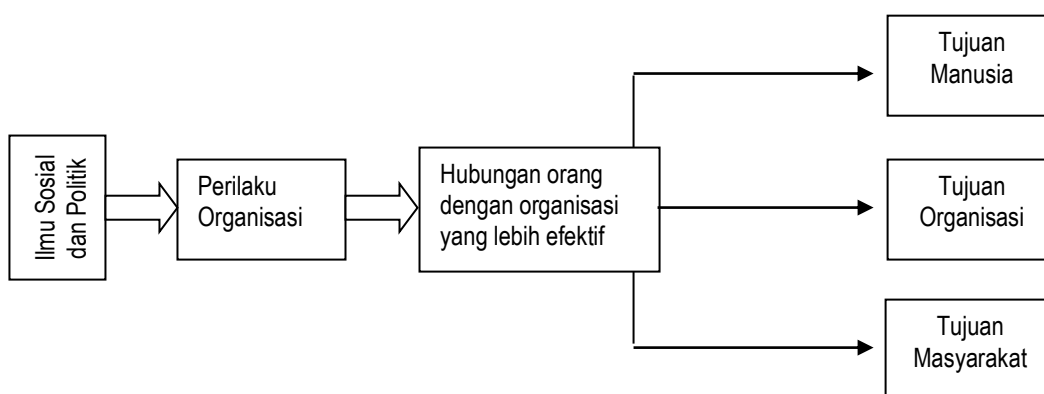 Ilmu Sosial
dan Politik
Perilaku
Organisasi
Hubungan orang
dengan organisasi
yang lebih efektif
Tujuan
Manusia
Tujuan
Organisasi
Tujuan
Masyarakat